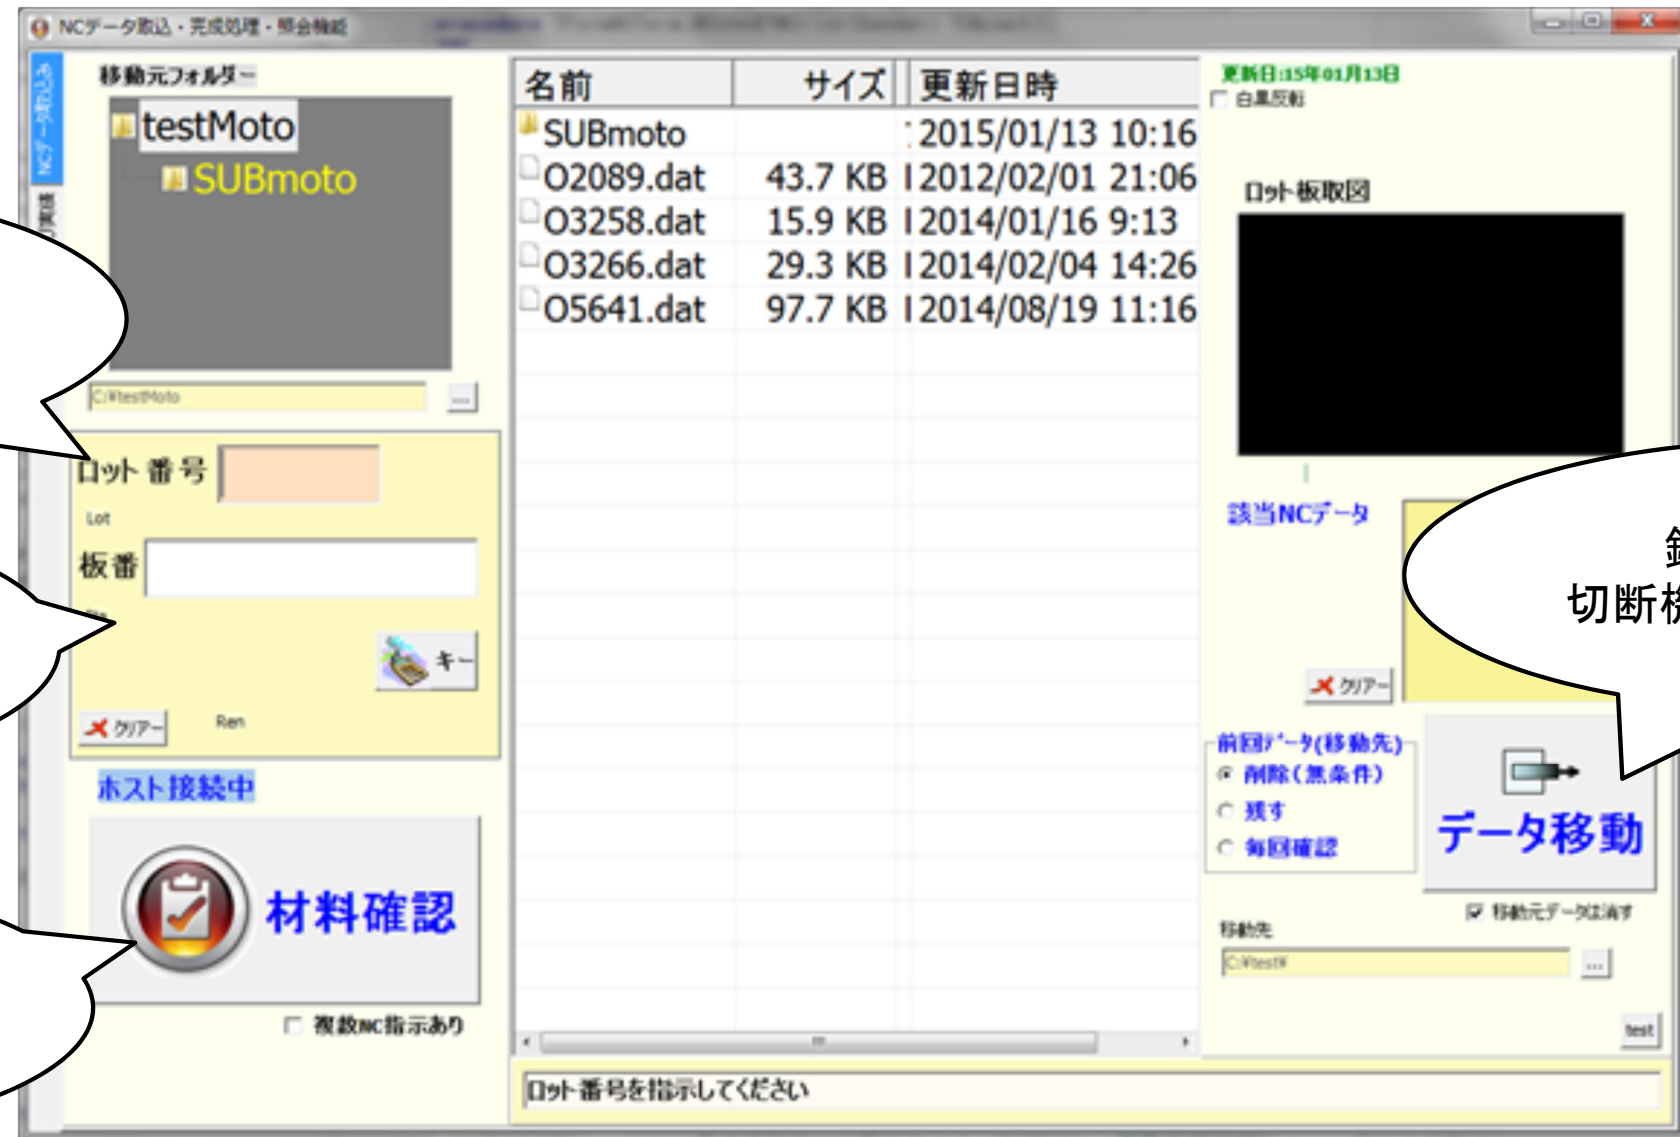 NCデータ取込・完成処理・照会機能
NCデータ取込み
移動元フォルダー
testMoto
SUBmoto
C:¥testMoto
ロット番号
Lot
板番
キー
クリアー
Ren
ホスト接続中
材料確認
複数NC指示あり
名前 サイズ 更新日時
SUBmoto 2015/01/13 10:16
O2089.dat 43.7 KB 2012/02/01 21:06
O3258.dat 15.9 KB 2014/01/16 9:13
O3266.dat 29.3 KB 2014/02/04 14:26
O5641.dat 97.7 KB 2014/08/19 11:16
ロット番号を指示してください
更新日:15年01月13日
白黒反転
ロット板取図
該当NCデータ
切断
クリアー
前回データ(移動先)
削除(無条件)
残す
毎回確認
データ移動
移動元データは消す
移動先
C:¥test¥
test